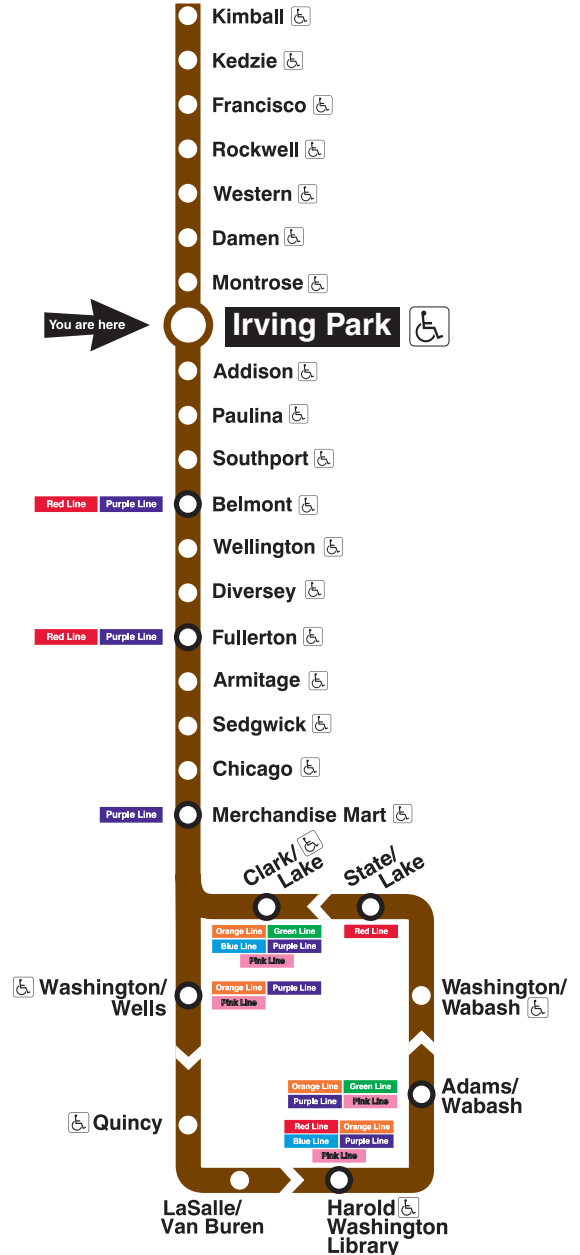 Kimball
Kedzie
Francisco
Rockwell
Western
Damen
Montrose
You are here
Irving Park
Addison
Paulina
Southport
Red Line Purple Line Belmont
Wellington
Diversey
Red Line Purple Line Fullerton
Armitage
Sedgwick
Chicago
Purple Line Merchandise Mart
Clark/
Lake
State/
Lake
Orange Line Green Line
Blue Line Purple Line
Pink Line
Red Line
Washington/
Wells
Orange Line Purple Line
Pink Line
Washington/
Wabash
Orange Line Green Line
Purple Line Pink Line
Adams/
Wabash
Quincy
Red Line Orange Line
Blue Line Purple Line
Pink Line
LaSalle/
Van Buren
Harold
Washington
Library